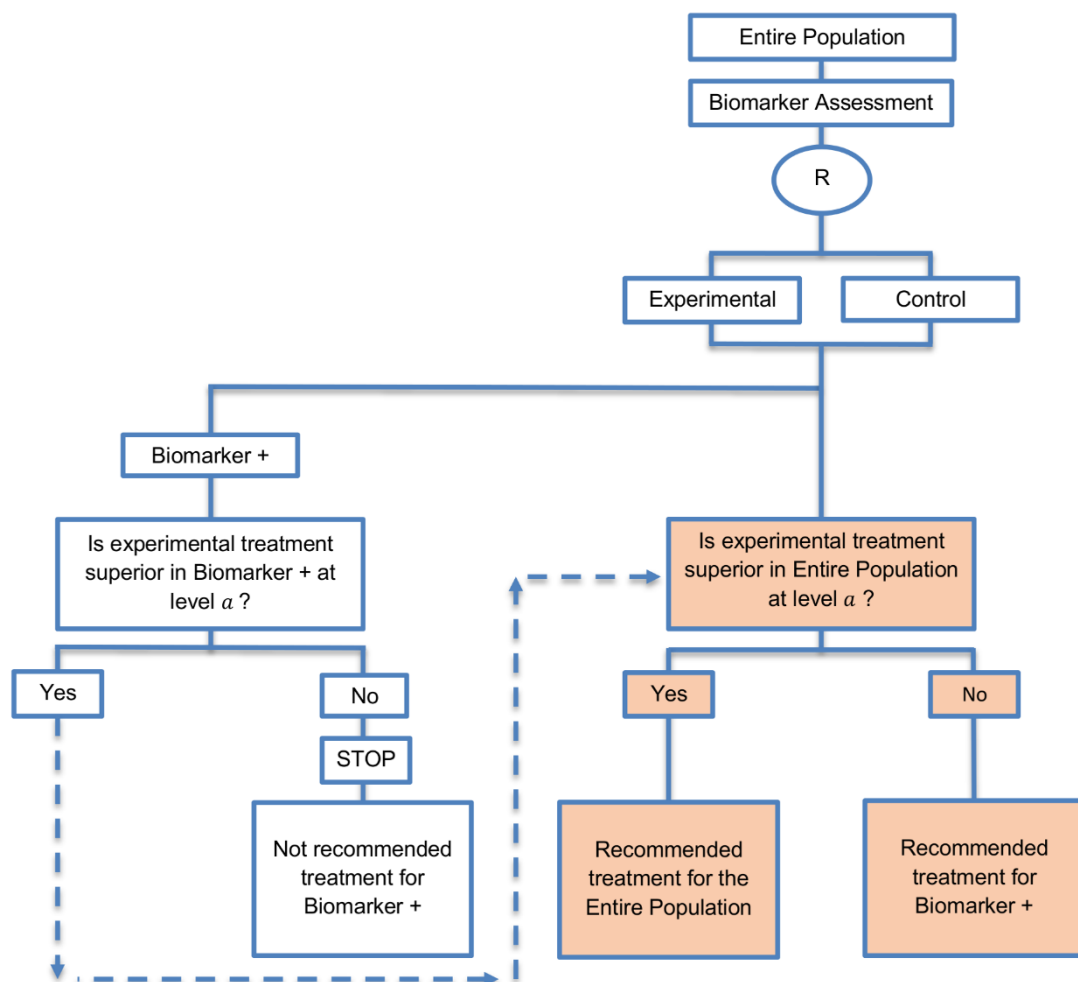 Entire Population
Biomarker Assessment
R
Experimental
Control
Biomarker +
Is experimental treatment
superior in Biomarker + at
level a ?
Yes
No
STOP
Not recommended
treatment for
Biomarker +
Is experimental treatment
superior in Entire Population
at level a ?
Yes
No
Recommended
treatment for the
Entire Population
Recommended
treatment for
Biomarker +